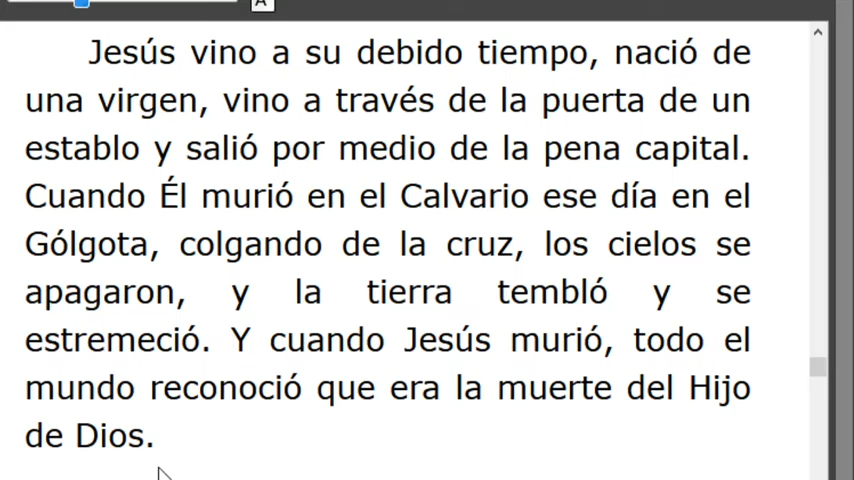 A
Jesús vino a su debido tiempo, nació de
una virgen, vino a través de la puerta de un
establo y salió por medio de la pena capital.
Cuando Él murió en el Calvario ese día en el
Gólgota, colgando de la cruz, los cielos se
apagaron, y la tierra tembló y se
estremeció. Y cuando Jesús murió, todo el
mundo reconoció que era la muerte del Hijo
de Dios.